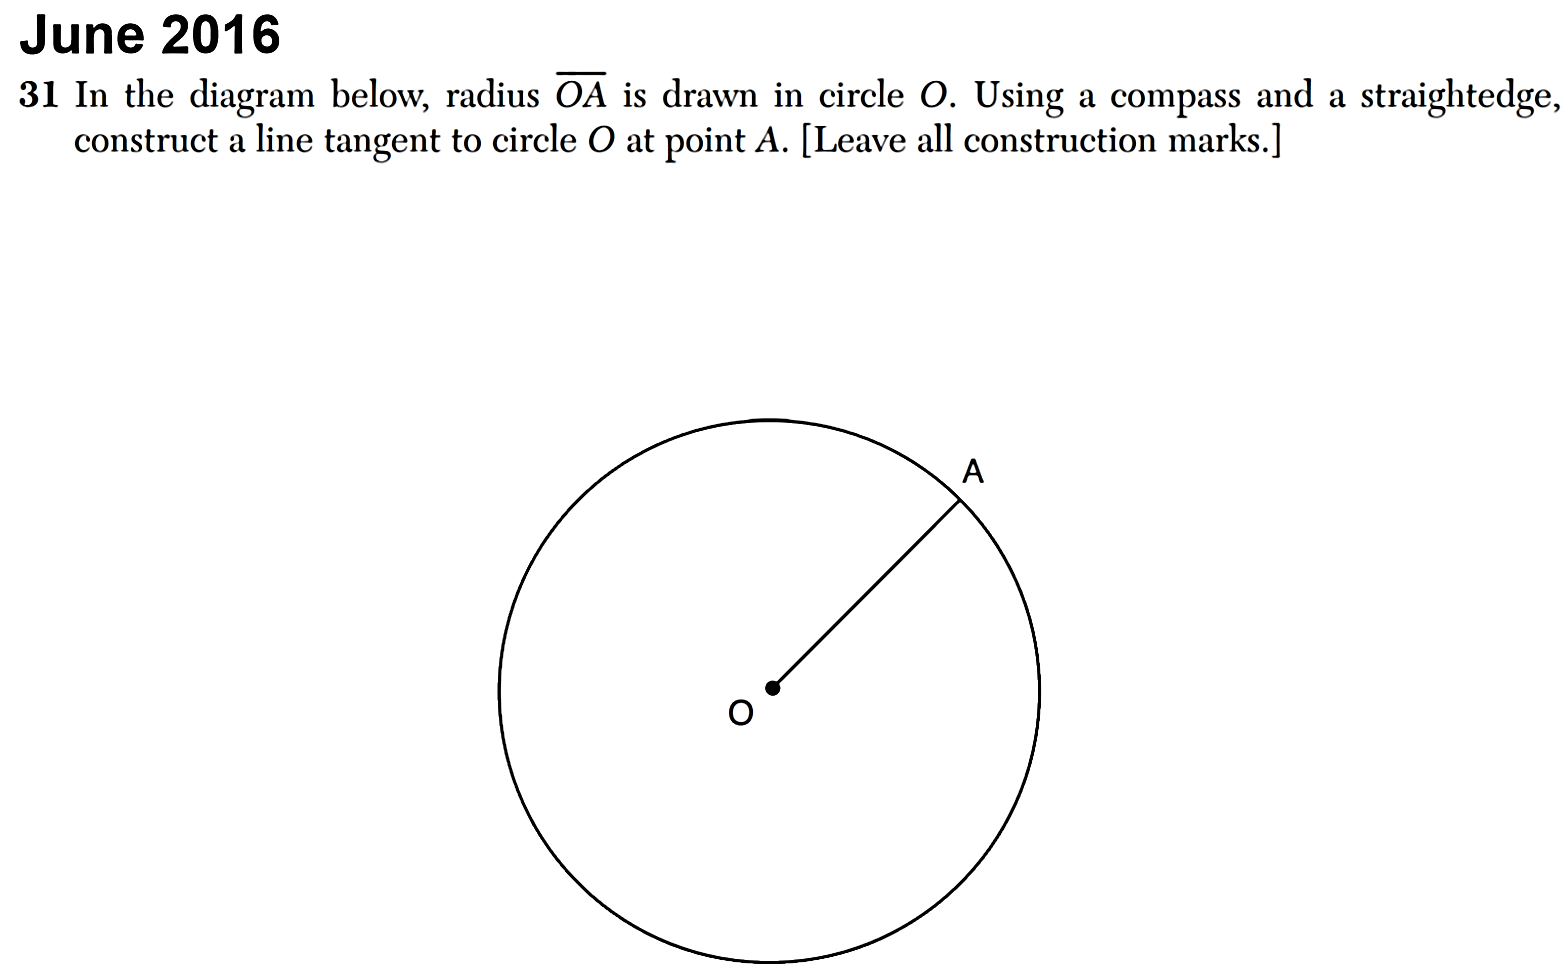 June 2016
31 In the diagram below, radius OA is drawn in circle O. Using a compass and a straightedge,
construct a line tangent to circle O at point A. [Leave all construction marks.]
A
O